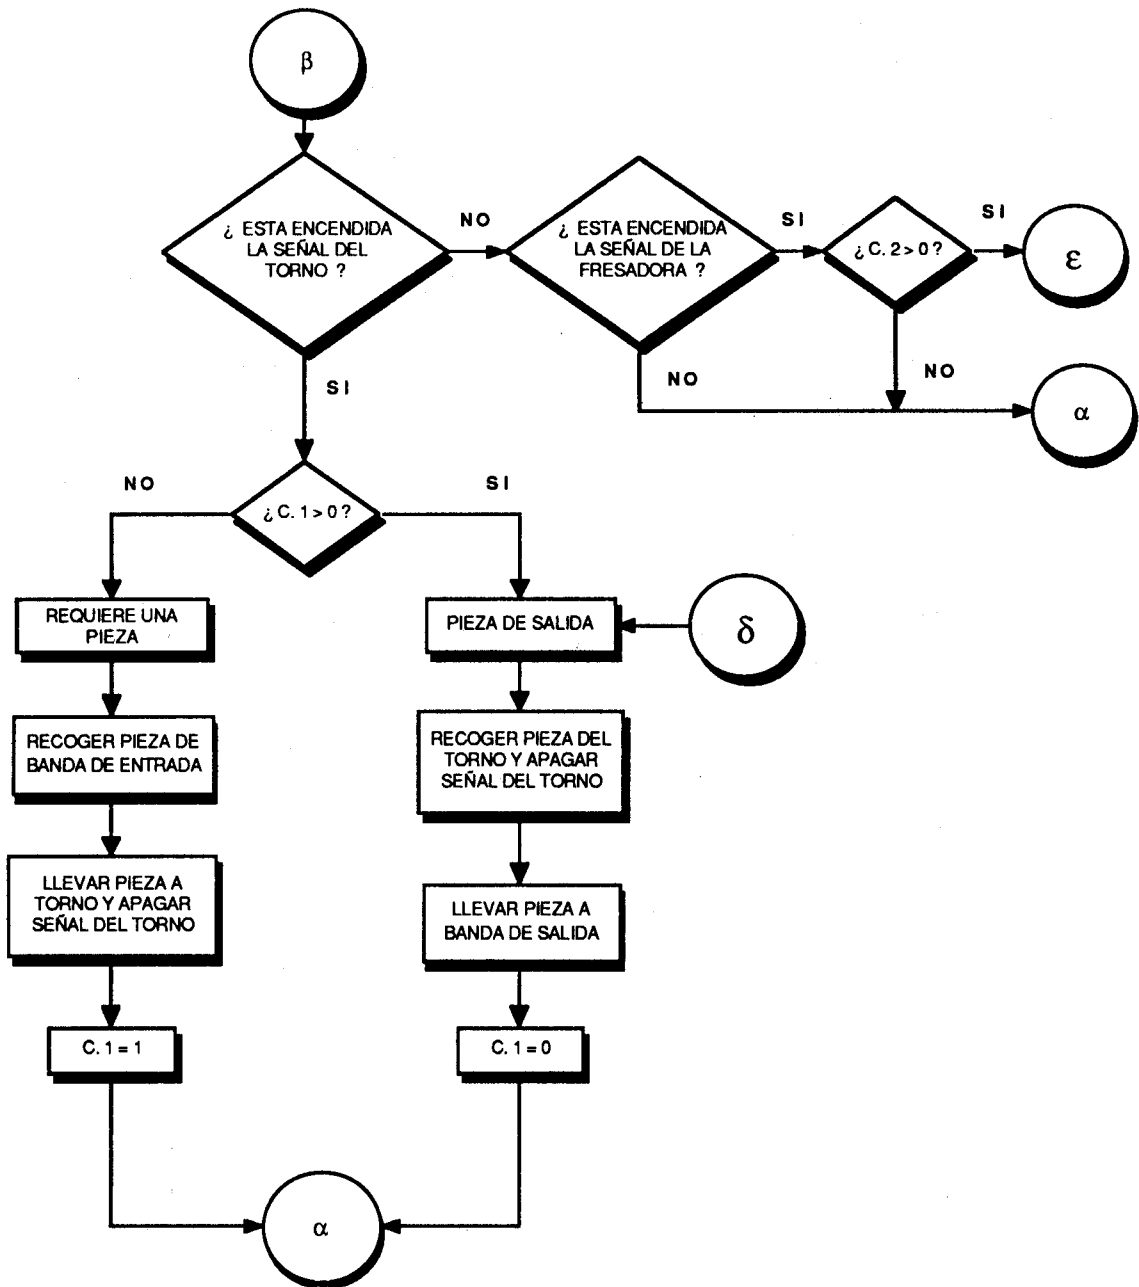 β
¿ ESTA ENCENDIDA
LA SEÑAL DEL
TORNO ?
NO
¿ ESTA ENCENDIDA
LA SEÑAL DE LA
FRESADORA ?
SI
¿ C. 2 > 0 ?
SI
ε
SI
NO
NO
α
NO
¿ C. 1 > 0 ?
SI
REQUIERE UNA
PIEZA
PIEZA DE SALIDA
δ
RECOGER PIEZA DE
BANDA DE ENTRADA
RECOGER PIEZA DEL
TORNO Y APAGAR
SEÑAL DEL TORNO
LLEVAR PIEZA A
TORNO Y APAGAR
SEÑAL DEL TORNO
LLEVAR PIEZA A
BANDA DE SALIDA
C. 1 = 1
C. 1 = 0
α